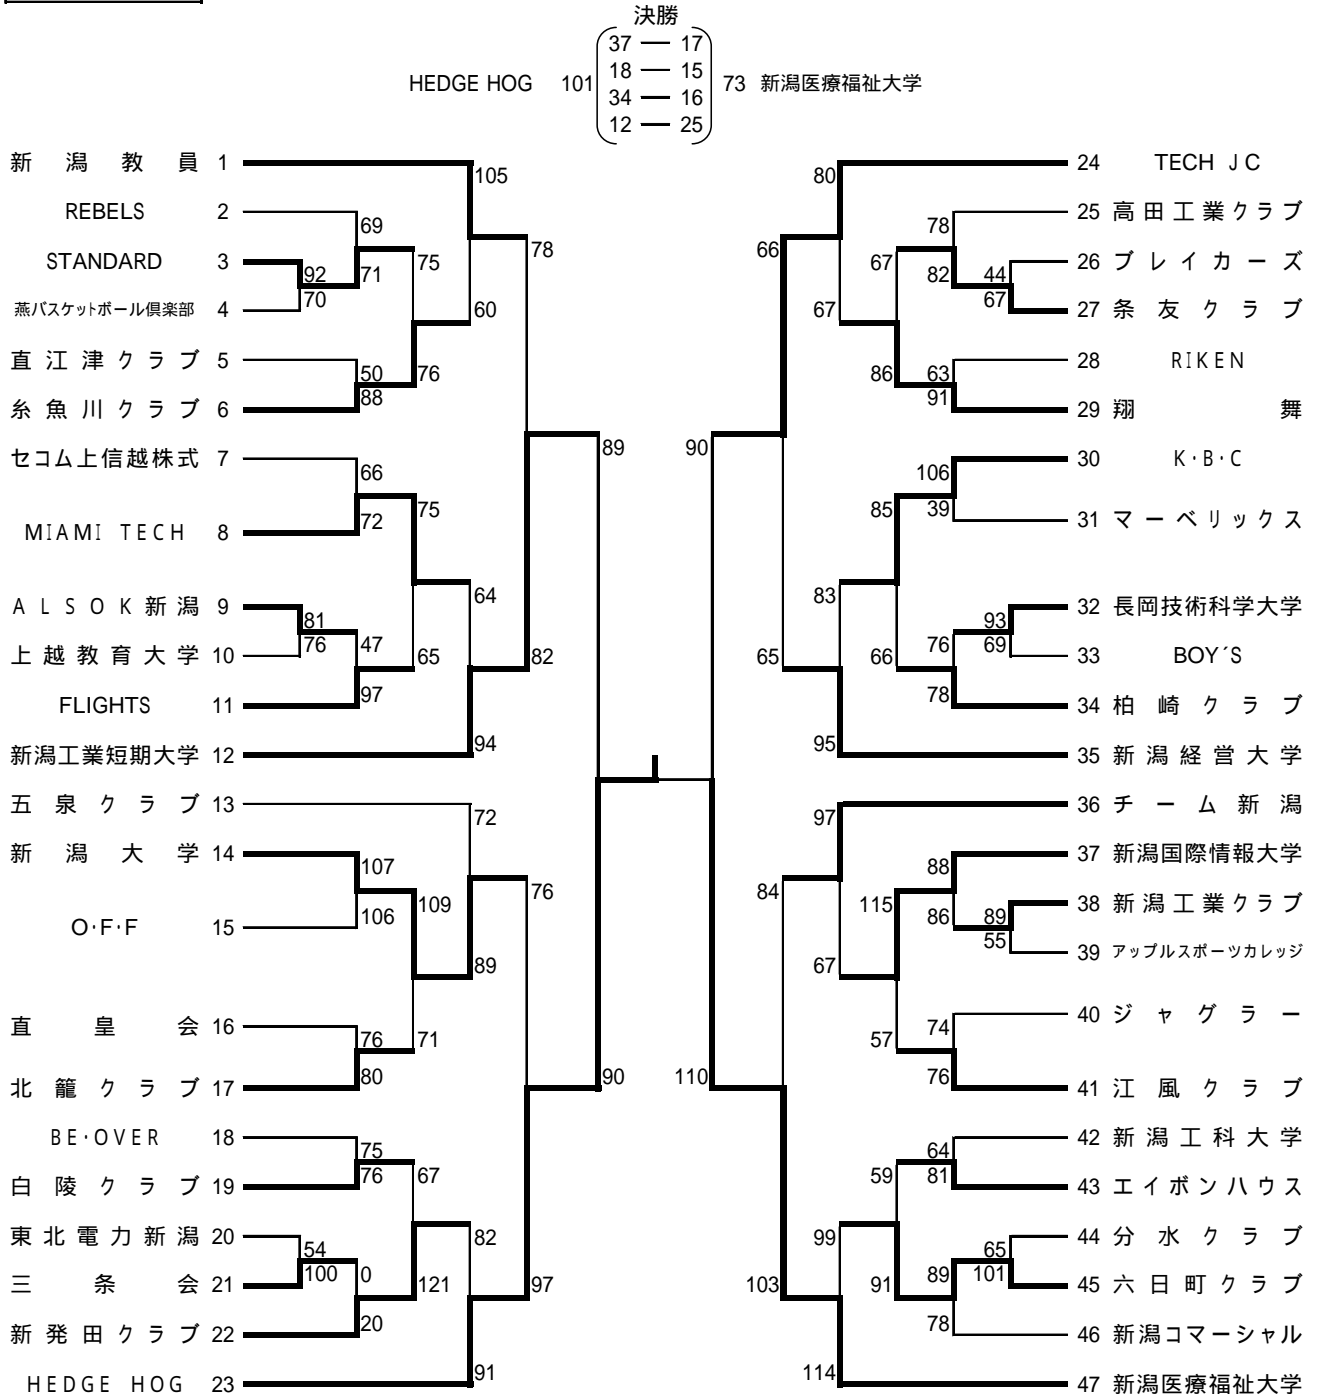 決勝
37 — 17
18 — 15
HEDGE HOG 101 73 新潟医療福祉大学
34 — 16
12 — 25
新潟教員 1
105
REBELS 2
69
STANDARD 3
92
71
75
78
燕バスケットボール倶楽部 4
70
60
直江津クラブ 5
50
76
糸魚川クラブ 6
88
89
セコム上信越株式 7
66
MIAMI TECH 8
72
75
ALSOK新潟 9
81
64
上越教育大学 10
76
47
65
82
FLIGHTS 11
97
新潟工業短期大学 12
94
五泉クラブ 13
72
新潟大学 14
107
76
O・F・F 15
106
109
89
直皇会 16
76
71
北籠クラブ 17
80
90
BE・OVER 18
75
白陵クラブ 19
76
67
東北電力新潟 20
54
82
三条会 21
100
0
121
97
新発田クラブ 22
20
HEDGE HOG 23
91
80
24 TECH JC
78
25 高田工業クラブ
66
67
82
44
26 ブレイカーズ
67
67
27 条友クラブ
86
63
28 RIKEN
91
29 翔舞
90
106
30 K・B・C
85
39
31 マーベリックス
83
93
32 長岡技術科学大学
65
66
76
69
33 BOY´S
78
34 柏崎クラブ
95
35 新潟経営大学
97
36 チーム新潟
88
37 新潟国際情報大学
84
115
86
89
38 新潟工業クラブ
55
39 アップルスポーツカレッジ
67
74
40 ジャグラー
57
76
41 江風クラブ
110
64
42 新潟工科大学
59
81
43 エイボンハウス
99
65
44 分水クラブ
103
91
89
101
45 六日町クラブ
78
46 新潟コマーシャル
114
47 新潟医療福祉大学